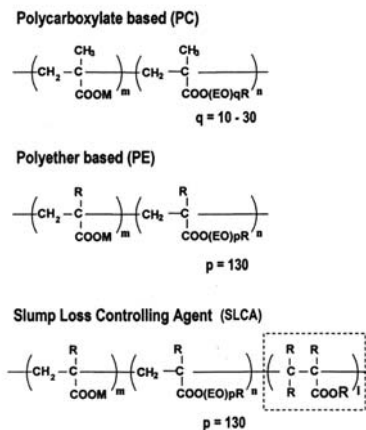 Polycarboxylate based (PC)
CH₃ CH₃
( CH₂ - C ) ( CH₂ - C )
COOM m COO(EO)qR n
q = 10 - 30
Polyether based (PE)
R R
( CH₂ - C ) ( CH₂ - C )
COOM m COO(EO)pR n
p = 130
Slump Loss Controlling Agent (SLCA)
R R R R
( CH₂ - C ) ( CH₂ - C ) ( C - C )
COOM m COO(EO)pR n R COOR' l
p = 130